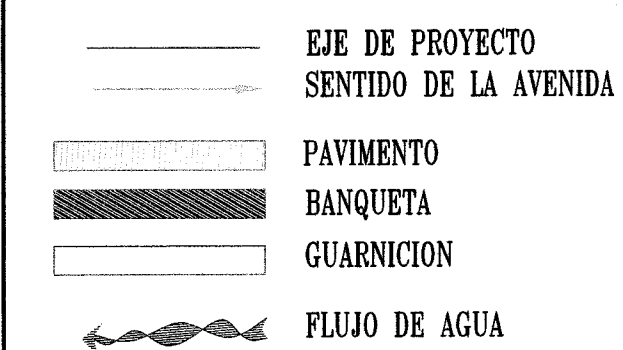 EJE DE PROYECTO
SENTIDO DE LA AVENIDA
PAVIMENTO
BANQUETA
GUARNICION
FLUJO DE AGUA